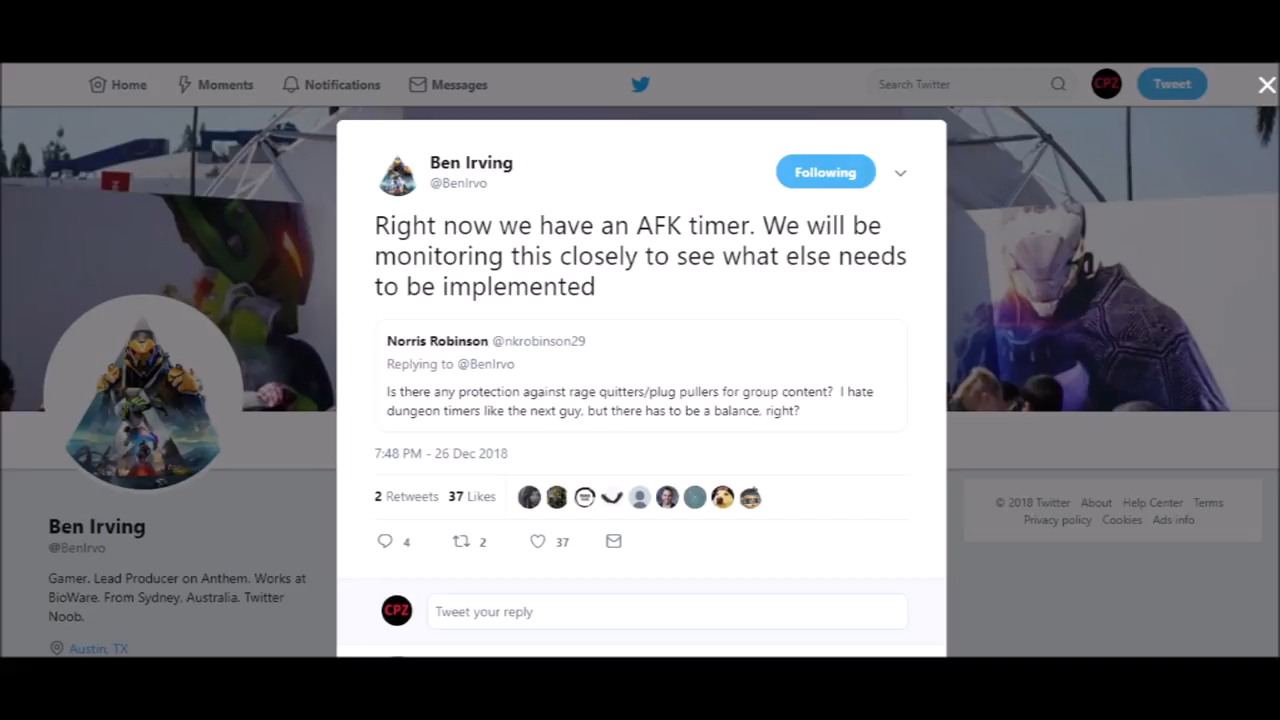 Home Moments Notifications Messages Search Twitter CPZ Tweet
Ben Irving
@BenIrvo
Following
Right now we have an AFK timer. We will be
monitoring this closely to see what else needs
to be implemented
Norris Robinson @nkrobinson29
Replying to @BenIrvo
Is there any protection against rage quitters/plug pullers for group content? I hate
dungeon timers like the next guy, but there has to be a balance, right?
7:48 PM - 26 Dec 2018
2 Retweets 37 Likes
4 2 37
CPZ Tweet your reply
Ben Irving
@BenIrvo
Gamer. Lead Producer on Anthem. Works at
BioWare. From Sydney, Australia. Twitter
Noob.
Austin, TX
© 2018 Twitter About Help Center Terms
Privacy policy Cookies Ads info